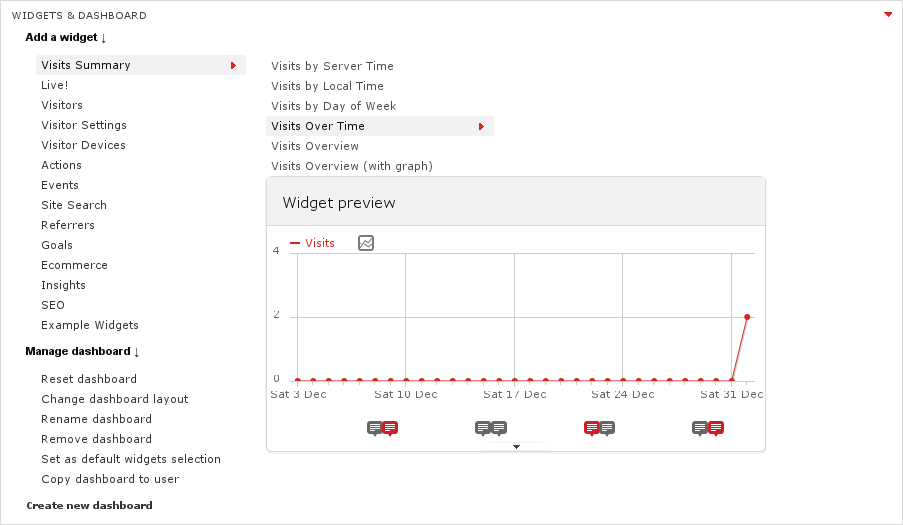 WIDGETS & DASHBOARD
Add a widget ↓
Visits Summary
Live!
Visitors
Visitor Settings
Visitor Devices
Actions
Events
Site Search
Referrers
Goals
Ecommerce
Insights
SEO
Example Widgets
Manage dashboard ↓
Reset dashboard
Change dashboard layout
Rename dashboard
Remove dashboard
Set as default widgets selection
Copy dashboard to user
Create new dashboard
Visits by Server Time
Visits by Local Time
Visits by Day of Week
Visits Over Time
Visits Overview
Visits Overview (with graph)
Widget preview
Visits
4
2
0
Sat 3 Dec Sat 10 Dec Sat 17 Dec Sat 24 Dec Sat 31 Dec